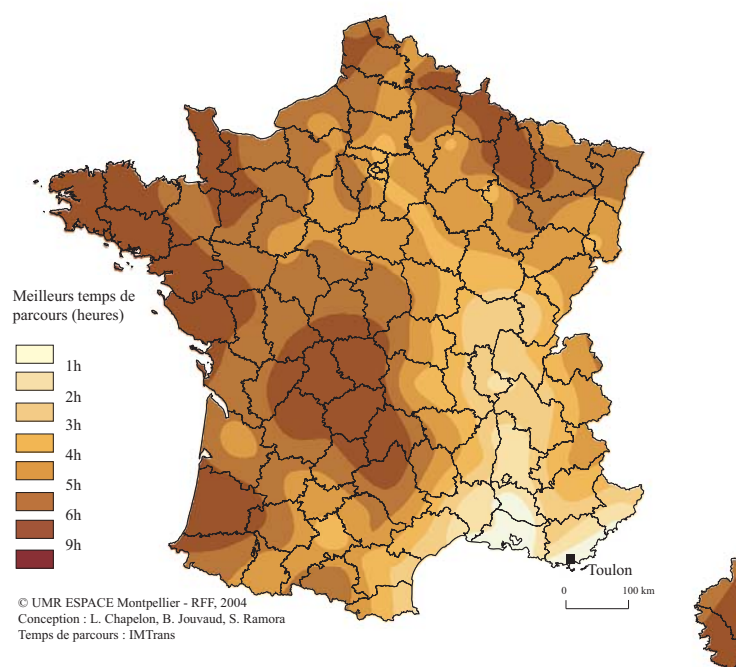 Meilleurs temps de
parcours (heures)
1h
2h
3h
4h
5h
6h
9h
Toulon
0 100 km
© UMR ESPACE Montpellier - RFF, 2004
Conception : L. Chapelon, B. Jouvaud, S. Ramora
Temps de parcours : IMTrans